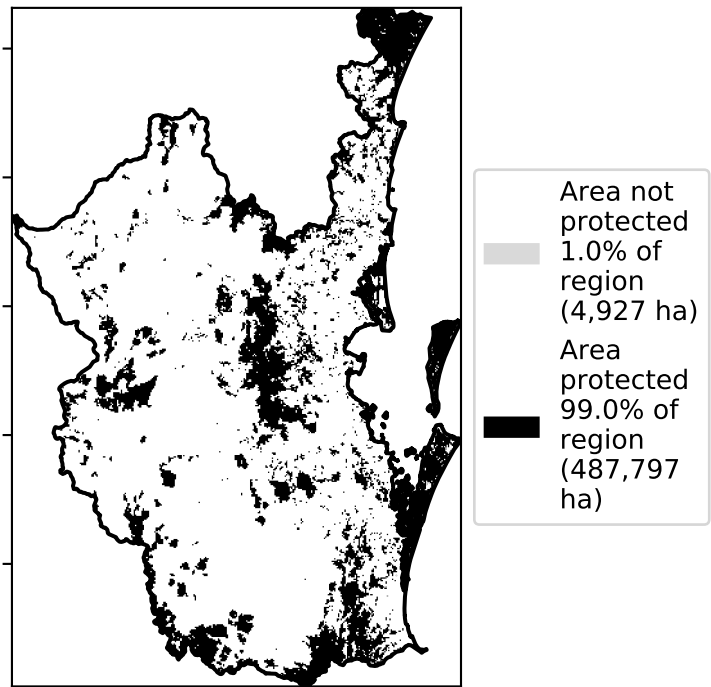 Area not
protected
1.0% of
region
(4,927 ha)
Area
protected
99.0% of
region
(487,797
ha)